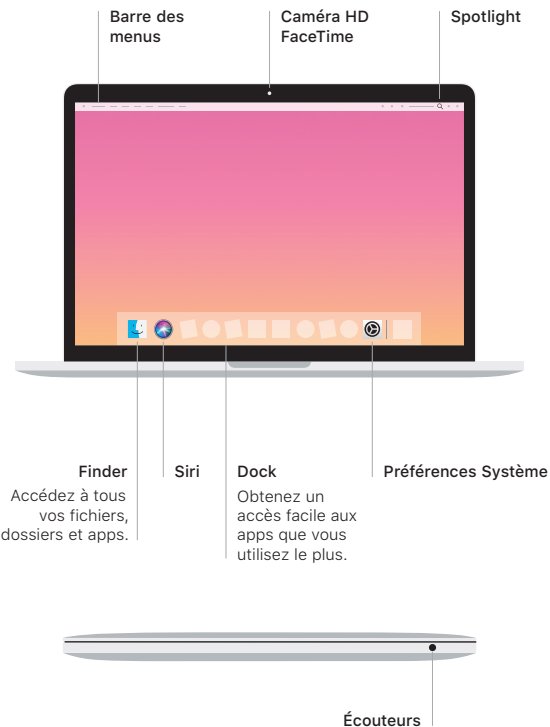 Barre des
menus
Caméra HD
FaceTime
Spotlight
Finder
Accédez à tous
vos fichiers,
dossiers et apps.
Siri
Dock
Obtenez un
accès facile aux
apps que vous
utilisez le plus.
Préférences Système
Écouteurs